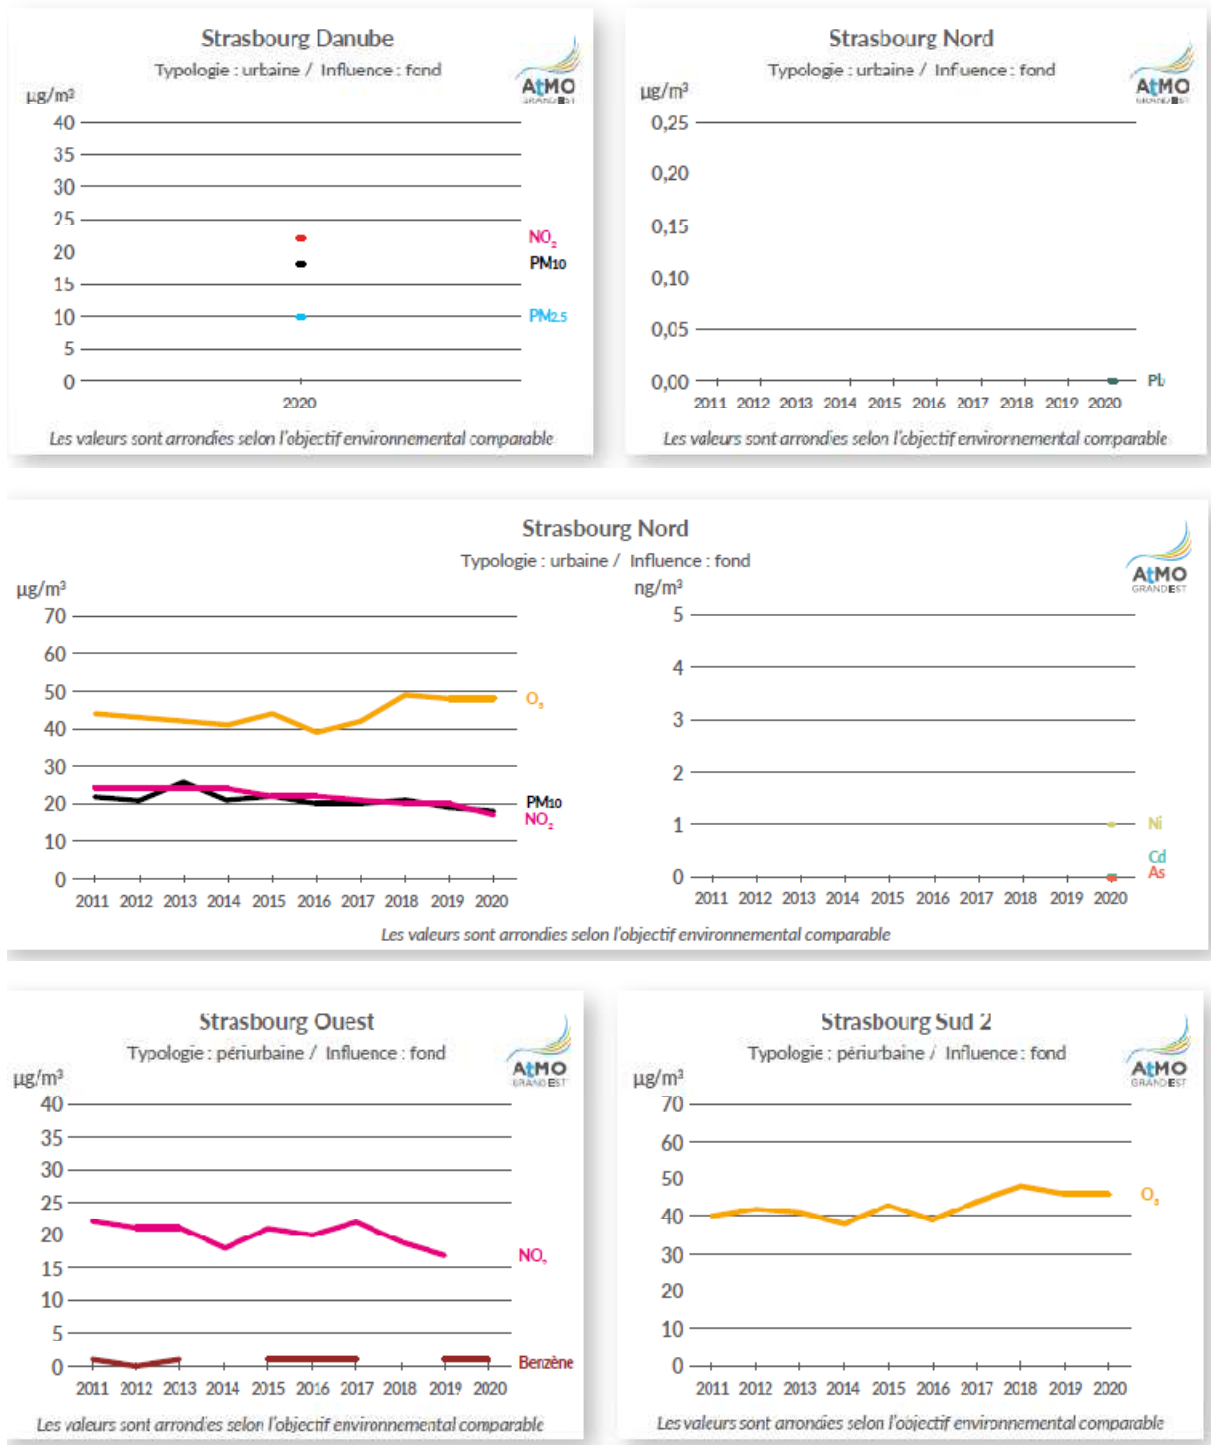 Strasbourg Danube
Typologie : urbaine / Influence : fond
AtMO
GRANDEST
µg/m³
40
35
30
25
20
15
10
5
0
NO₂
PM10
PM2.5
2020
Les valeurs sont arrondies selon l'objectif environnemental comparable
Strasbourg Nord
Typologie : urbaine / Influence : fond
AtMO
GRANDEST
µg/m³
0,25
0,20
0,15
0,10
0,05
0,00
Pb
2011 2012 2013 2014 2015 2016 2017 2018 2019 2020
Les valeurs sont arrondies selon l'objectif environnemental comparable
Strasbourg Nord
Typologie : urbaine / Influence : fond
AtMO
GRANDEST
µg/m³
70
60
50
40
30
20
10
0
O₃
PM10
NO₂
2011 2012 2013 2014 2015 2016 2017 2018 2019 2020
ng/m³
5
4
3
2
1
0
Ni
Cd
As
2011 2012 2013 2014 2015 2016 2017 2018 2019 2020
Les valeurs sont arrondies selon l'objectif environnemental comparable
Strasbourg Ouest
Typologie : périurbaine / Influence : fond
AtMO
GRANDEST
µg/m³
40
35
30
25
20
15
10
5
0
NO₂
Benzène
2011 2012 2013 2014 2015 2016 2017 2018 2019 2020
Les valeurs sont arrondies selon l'objectif environnemental comparable
Strasbourg Sud 2
Typologie : périurbaine / Influence : fond
AtMO
GRANDEST
µg/m³
70
60
50
40
30
20
10
0
O₃
2011 2012 2013 2014 2015 2016 2017 2018 2019 2020
Les valeurs sont arrondies selon l'objectif environnemental comparable